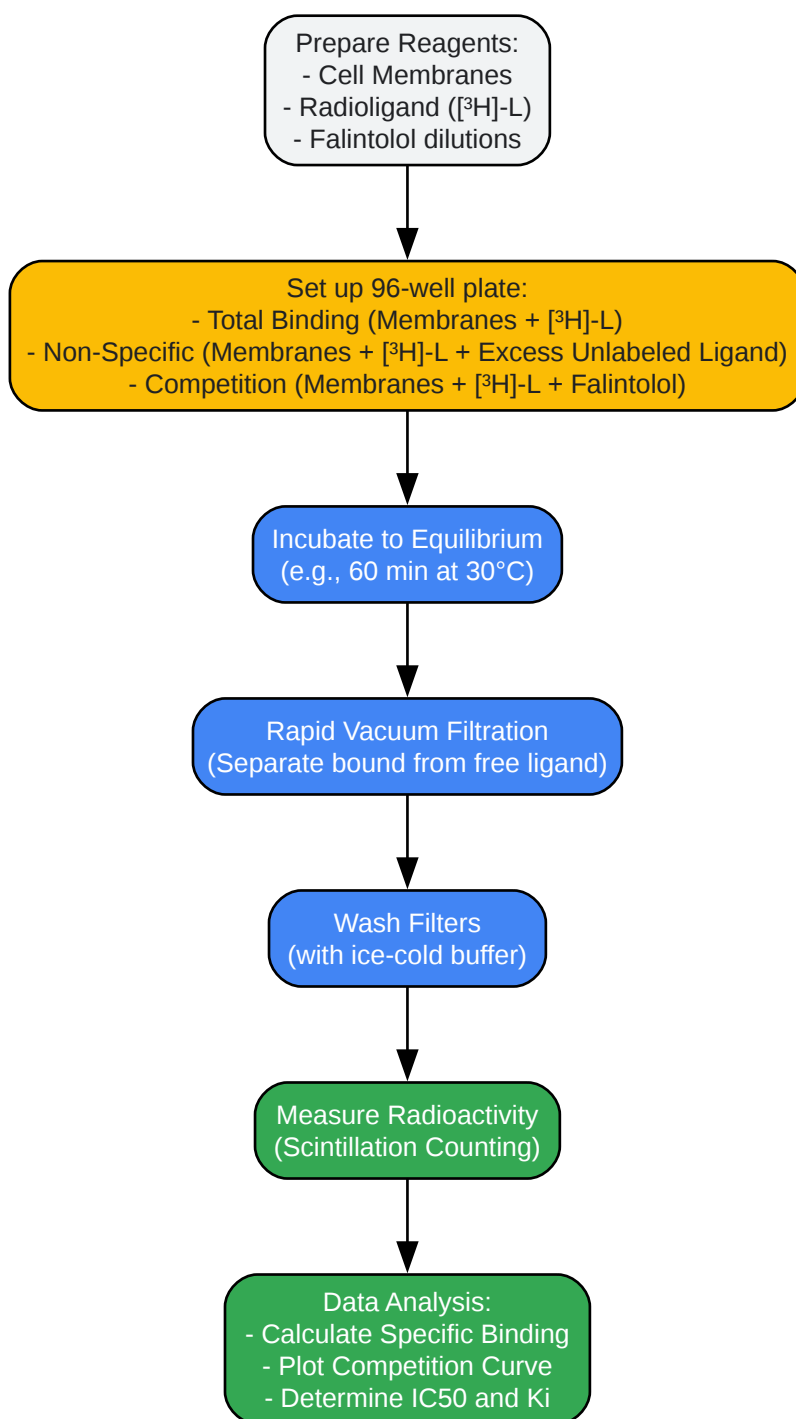 Prepare Reagents:
- Cell Membranes
- Radioligand ([³H]-L)
- Falintolol dilutions
Set up 96-well plate:
- Total Binding (Membranes + [³H]-L)
- Non-Specific (Membranes + [³H]-L + Excess Unlabeled Ligand)
- Competition (Membranes + [³H]-L + Falintolol)
Incubate to Equilibrium
(e.g., 60 min at 30°C)
Rapid Vacuum Filtration
(Separate bound from free ligand)
Wash Filters
(with ice-cold buffer)
Measure Radioactivity
(Scintillation Counting)
Data Analysis:
- Calculate Specific Binding
- Plot Competition Curve
- Determine IC50 and Ki